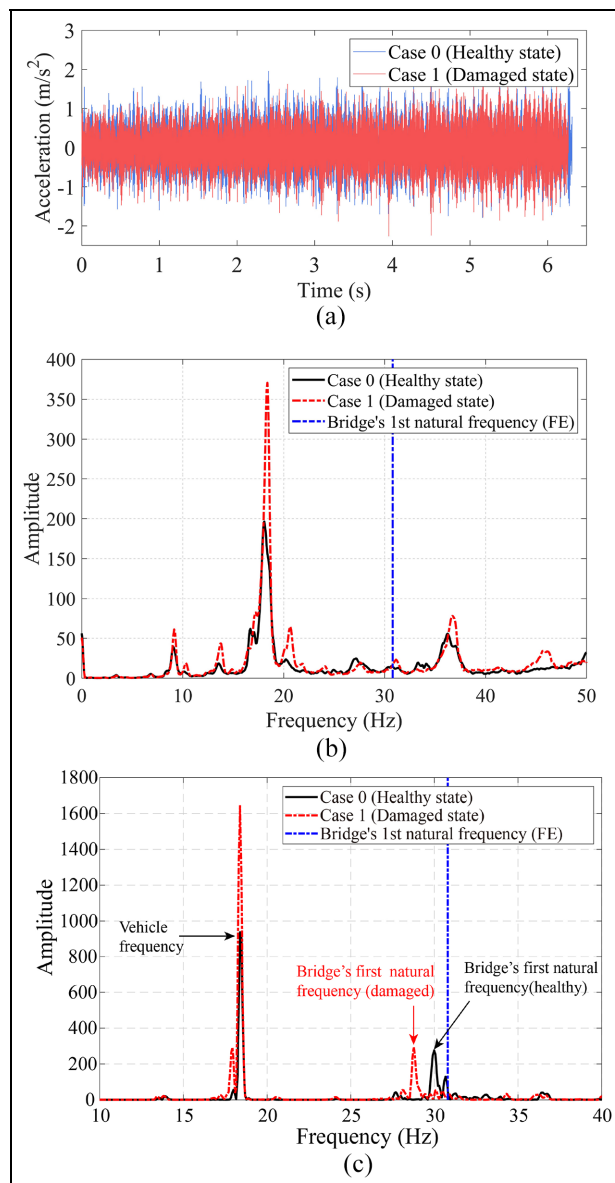 3
2
1
0
-1
-2
Acceleration (m/s²)
Case 0 (Healthy state)
Case 1 (Damaged state)
0 1 2 3 4 5 6
Time (s)
(a)
400
350
300
250
200
150
100
50
0
Amplitude
Case 0 (Healthy state)
Case 1 (Damaged state)
Bridge's 1st natural frequency (FE)
0 10 20 30 40 50
Frequency (Hz)
(b)
1800
1600
1400
1200
1000
800
600
400
200
0
Amplitude
Case 0 (Healthy state)
Case 1 (Damaged state)
Bridge's 1st natural frequency (FE)
Vehicle
frequency
Bridge's first natural
frequency (damaged)
Bridge's first natural
frequency(healthy)
10 15 20 25 30 35 40
Frequency (Hz)
(c)